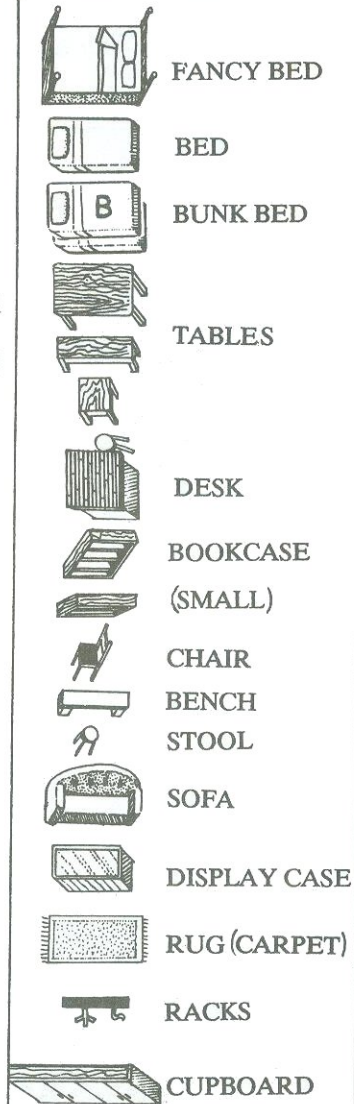 FANCY BED
BED
B
BUNK BED
TABLES
DESK
BOOKCASE
(SMALL)
CHAIR
BENCH
STOOL
SOFA
DISPLAY CASE
RUG (CARPET)
RACKS
CUPBOARD